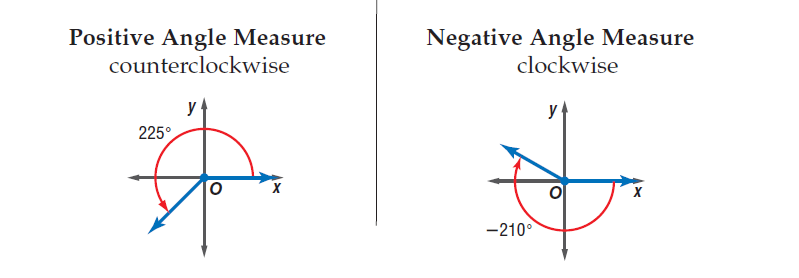 Positive Angle Measure
counterclockwise
y
225°
O
x
Negative Angle Measure
clockwise
y
O
x
−210°